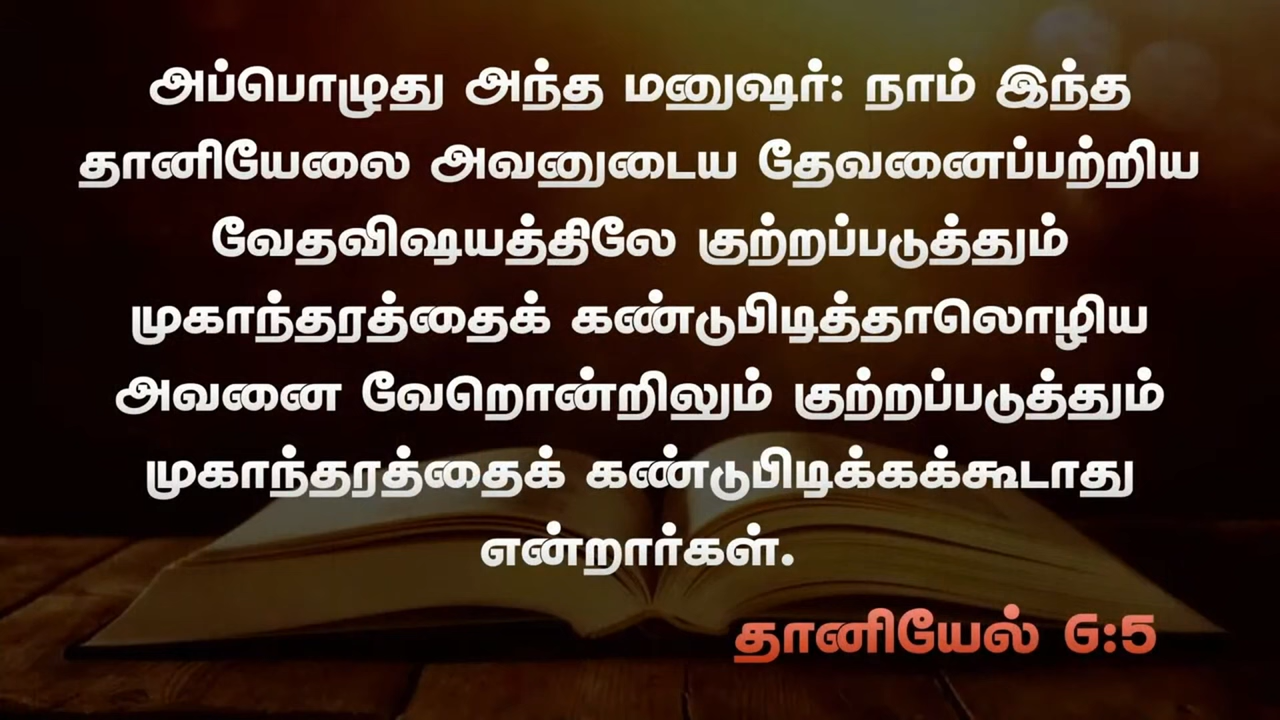 அப்பொழுது அந்த மனுஷர்: நாம் இந்த
தானியேலை அவனுடைய தேவனைப்பற்றிய
வேதவிஷயத்திலே குற்றப்படுத்தும்
முகாந்தரத்தைக் கண்டுபிடித்தாலொழிய
அவனை வேறொன்றிலும் குற்றப்படுத்தும்
முகாந்தரத்தைக் கண்டுபிடிக்கக்கூடாது
என்றார்கள்.
தானியேல் 6:5